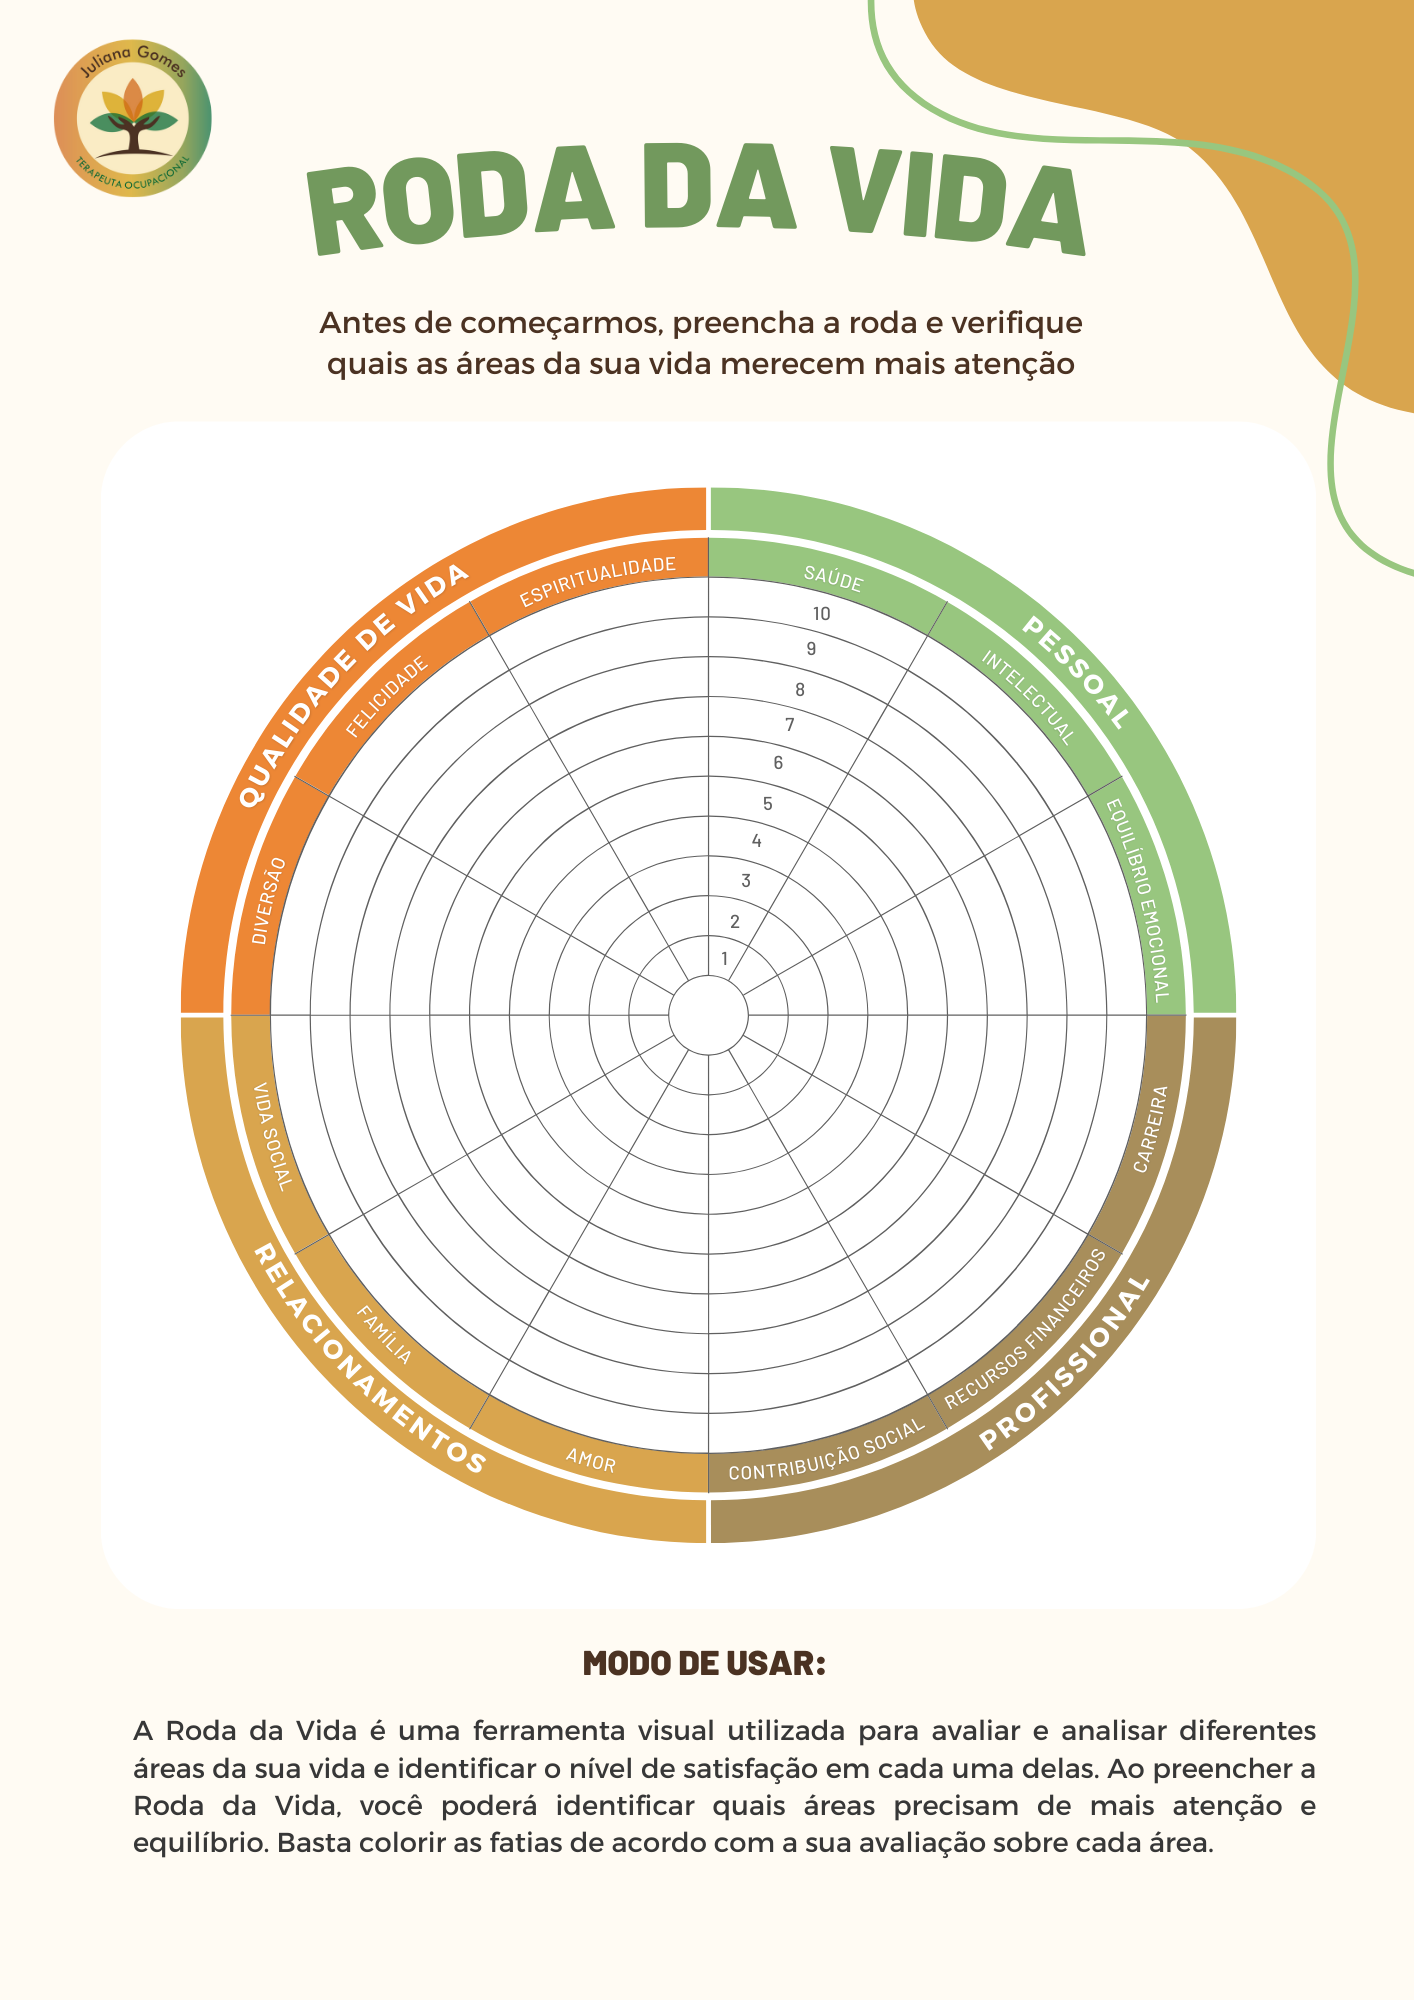 Juliana Gomes
TERAPEUTA OCUPACIONAL
RODA DA VIDA
Antes de começarmos, preencha a roda e verifique
quais as áreas da sua vida merecem mais atenção
QUALIDADE DE VIDA
ESPIRITUALIDADE
FELICIDADE
DIVERSÃO
PESSOAL
SAÚDE
INTELECTUAL
EQUILÍBRIO EMOCIONAL
10
9
8
7
6
5
4
3
2
1
RELACIONAMENTOS
VIDA SOCIAL
FAMÍLIA
AMOR
PROFISSIONAL
CARREIRA
RECURSOS FINANCEIROS
CONTRIBUIÇÃO SOCIAL
MODO DE USAR:
A Roda da Vida é uma ferramenta visual utilizada para avaliar e analisar diferentes
áreas da sua vida e identificar o nível de satisfação em cada uma delas. Ao preencher a
Roda da Vida, você poderá identificar quais áreas precisam de mais atenção e
equilíbrio. Basta colorir as fatias de acordo com a sua avaliação sobre cada área.